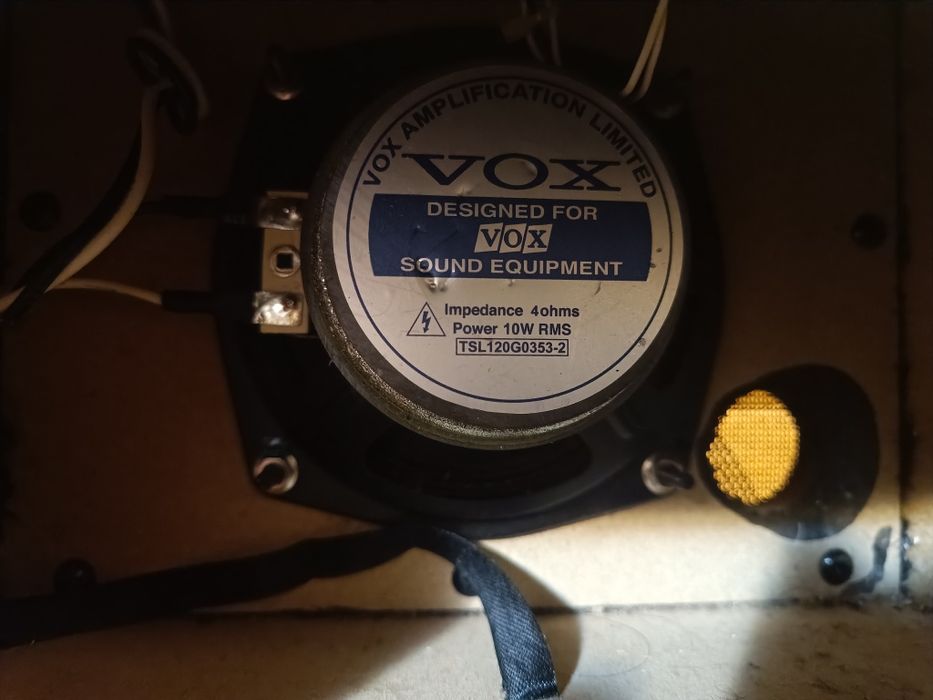 VOX AMPLIFICATION LIMITED
VOX
DESIGNED FOR
VOX
SOUND EQUIPMENT
Impedance 4ohms
Power 10W RMS
TSL120G0353-2